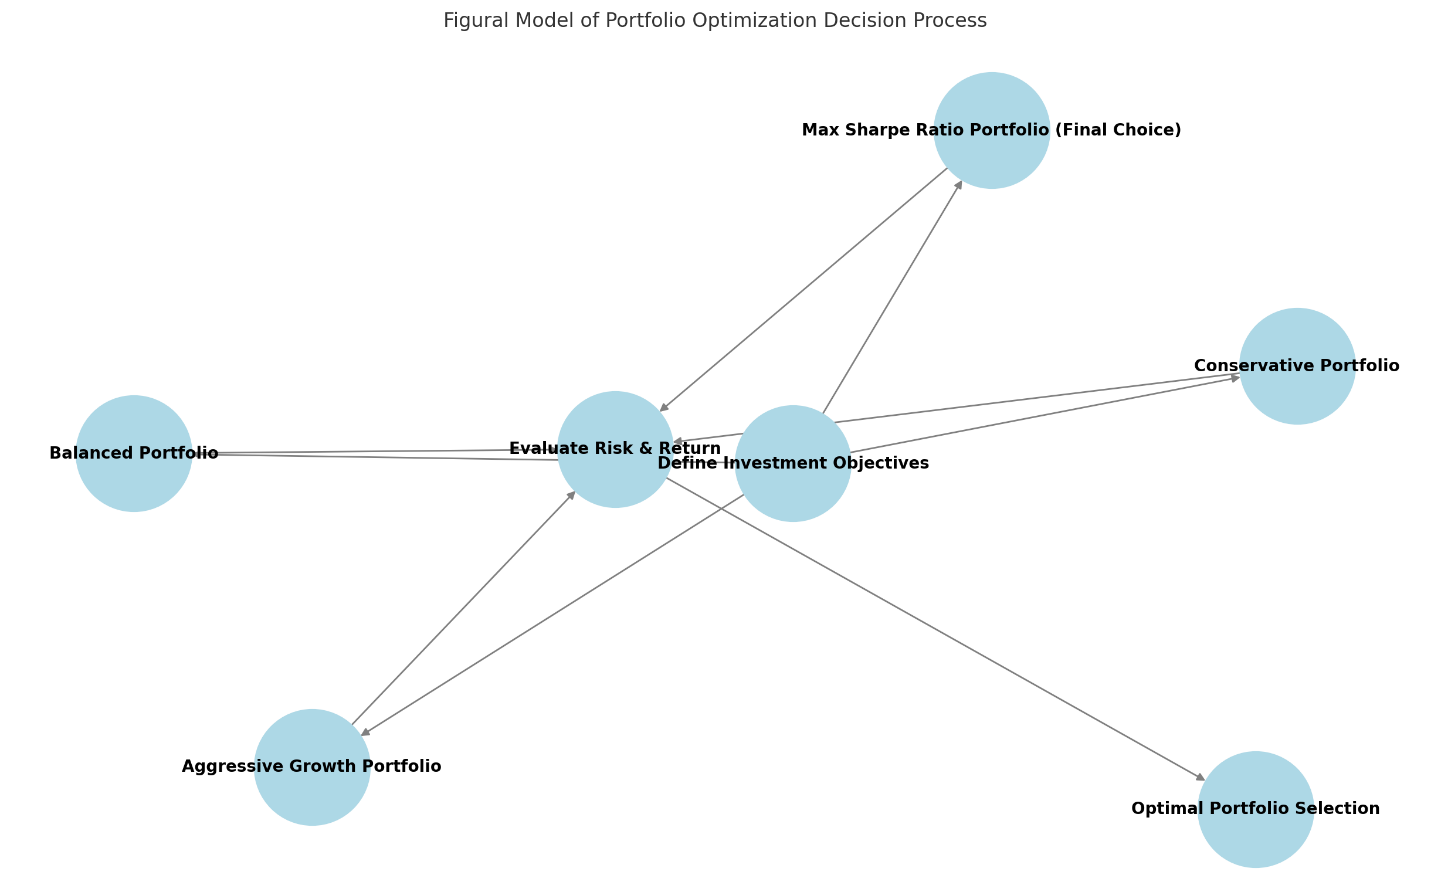 Figural Model of Portfolio Optimization Decision Process
Max Sharpe Ratio Portfolio (Final Choice)
Conservative Portfolio
Evaluate Risk & Return
Balanced Portfolio
Define Investment Objectives
Aggressive Growth Portfolio
Optimal Portfolio Selection